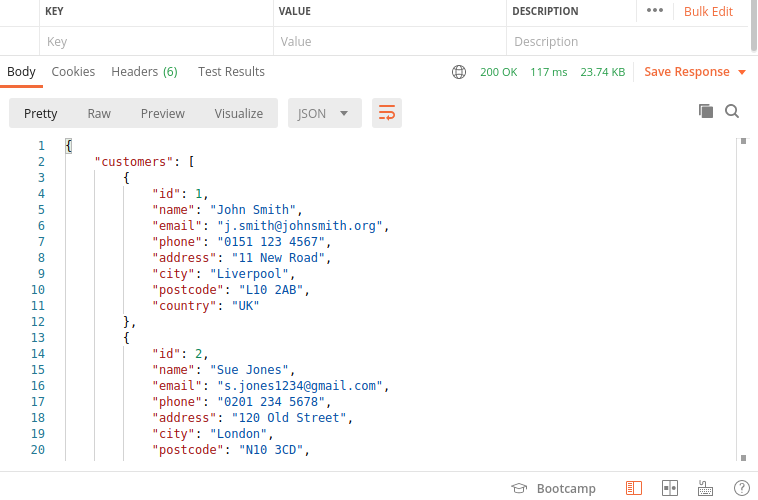 KEY VALUE DESCRIPTION ••• Bulk Edit
Key Value Description
Body Cookies Headers (6) Test Results 200 OK 117 ms 23.74 KB Save Response
Pretty Raw Preview Visualize JSON
1 {
2 "customers": [
3 {
4 "id": 1,
5 "name": "John Smith",
6 "email": "j.smith@johnsmith.org",
7 "phone": "0151 123 4567",
8 "address": "11 New Road",
9 "city": "Liverpool",
10 "postcode": "L10 2AB",
11 "country": "UK"
12 },
13 {
14 "id": 2,
15 "name": "Sue Jones",
16 "email": "s.jones1234@gmail.com",
17 "phone": "0201 234 5678",
18 "address": "120 Old Street",
19 "city": "London",
20 "postcode": "N10 3CD",
Bootcamp ?